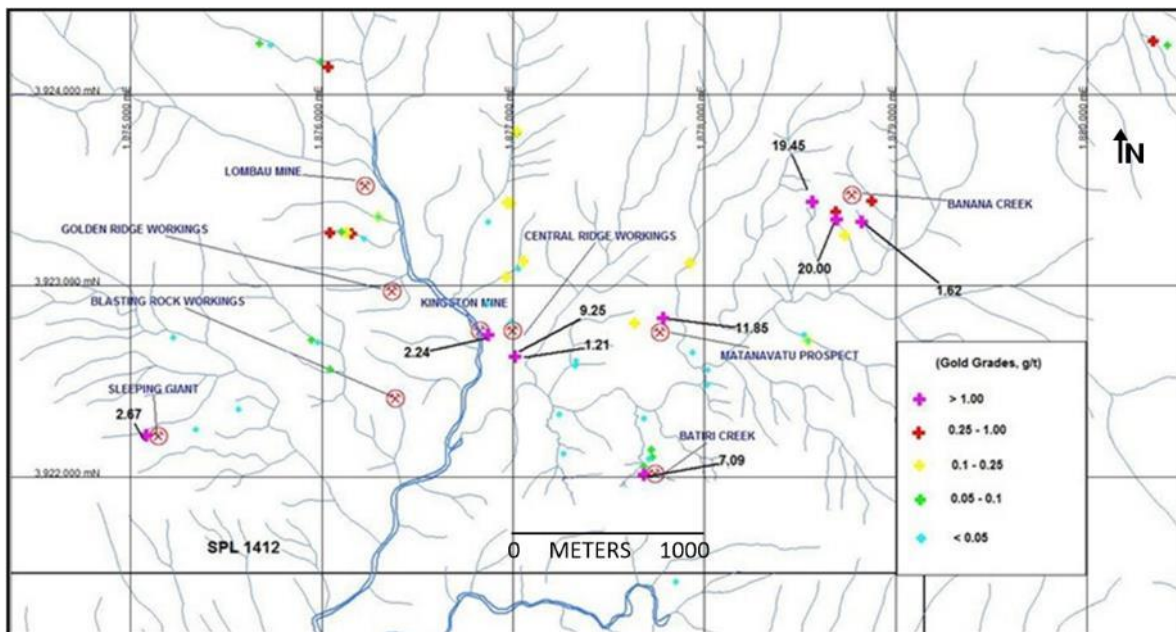 1,875,000 mE
1,876,000 mE
1,877,000 mE
1,878,000 mE
1,879,000 mE
1,880,000 mE
3,924,000 mN
N
19.45
LOMBAU MINE
BANANA CREEK
GOLDEN RIDGE WORKINGS
CENTRAL RIDGE WORKINGS
20.00
1.62
3,923,090 mN
BLASTING ROCK WORKINGS
KINGSTON MINE
9.25
11.85
2.24
1.21
MATANAVATU PROSPECT
(Gold Grades, g/t)
SLEEPING GIANT
2.67
> 1.00
0.25 - 1.00
BATIRI CREEK
7.09
0.1 - 0.25
3,922,000 mN
0.05 - 0.1
< 0.05
SPL 1412
0 METERS 1000